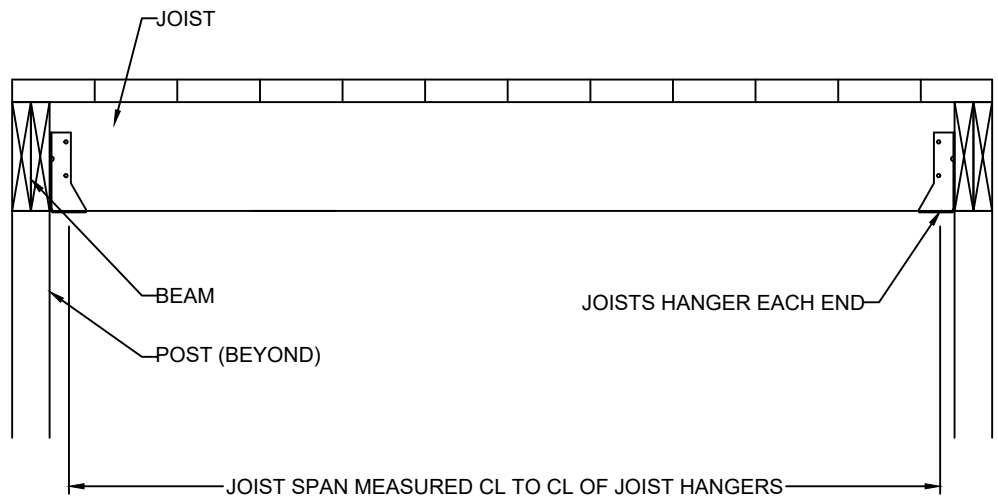 JOIST
BEAM
JOISTS HANGER EACH END
POST (BEYOND)
JOIST SPAN MEASURED CL TO CL OF JOIST HANGERS